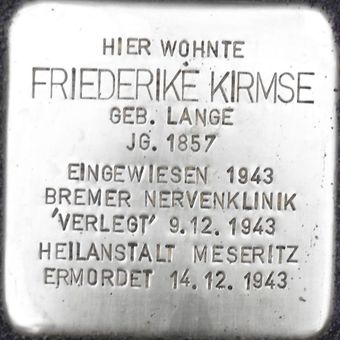 HIER WOHNTE
FRIEDERIKE KIRMSE
GEB. LANGE
JG. 1857
EINGEWIESEN 1943
BREMER NERVENKLINIK
'VERLEGT' 9.12.1943
HEILANSTALT MESERITZ
ERMORDET 14.12.1943